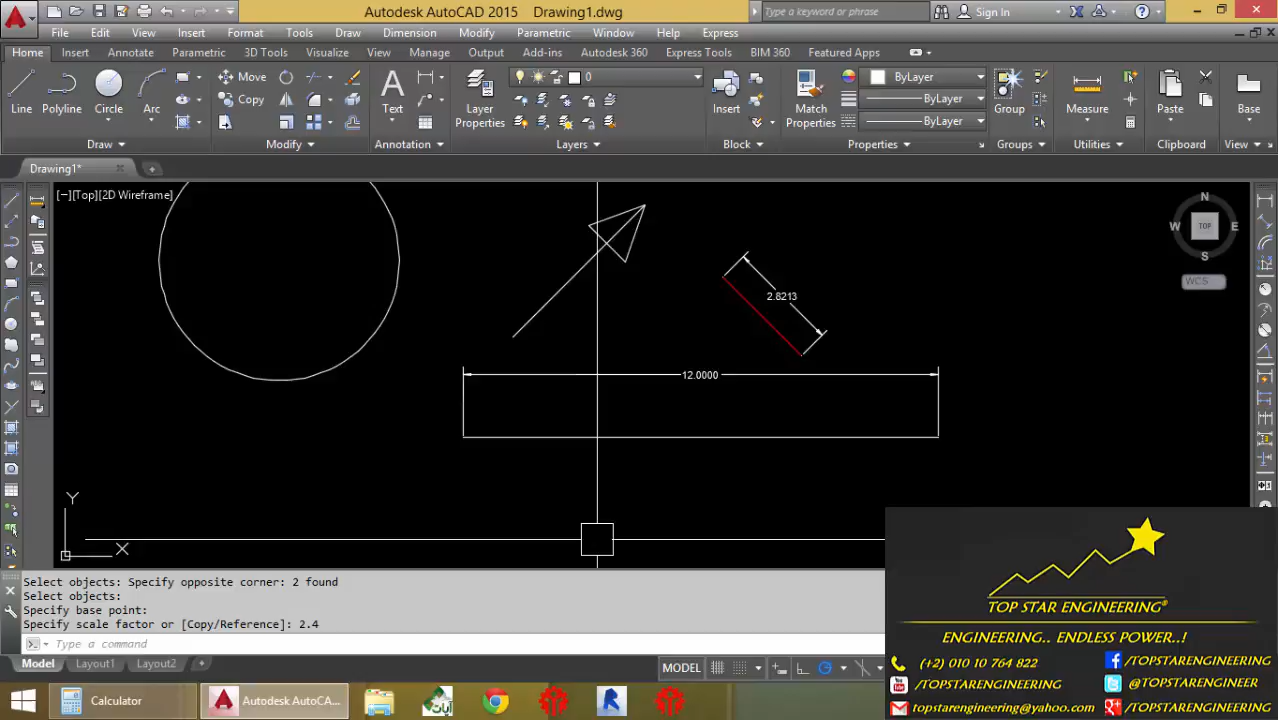 Autodesk AutoCAD 2015 Drawing1.dwg
Type a keyword or phrase
Sign In
File Edit View Insert Format Tools Draw Dimension Modify Parametric Window Help Express
Home Insert Annotate Parametric 3D Tools Visualize View Manage Output Add-ins Autodesk 360 Express Tools BIM 360 Featured Apps
Move
0
ByLayer
Copy
ByLayer
Line Polyline Circle Arc
Text
Layer
Properties
Insert
Match
Properties
ByLayer
Group
Measure
Paste
Base
Draw Modify Annotation Layers Block Properties Groups Utilities Clipboard View
Drawing1*
[−][Top][2D Wireframe]
N
W TOP E
S
WCS
2.8213
12.0000
Y
X
Select objects: Specify opposite corner: 2 found
Select objects:
Specify base point:
Specify scale factor or [Copy/Reference]: 2.4
Type a command
Model Layout1 Layout2 +
MODEL
TOP STAR ENGINEERING®
ENGINEERING.. ENDLESS POWER..!
(+2) 010 10 764 822
/TOPSTARENGINEERING
/TOPSTARENGINEERING
@TOPSTARENGINEER
topstarengineering@yahoo.com
/TOPSTARENGINEERING
Calculator
Autodesk AutoCA...